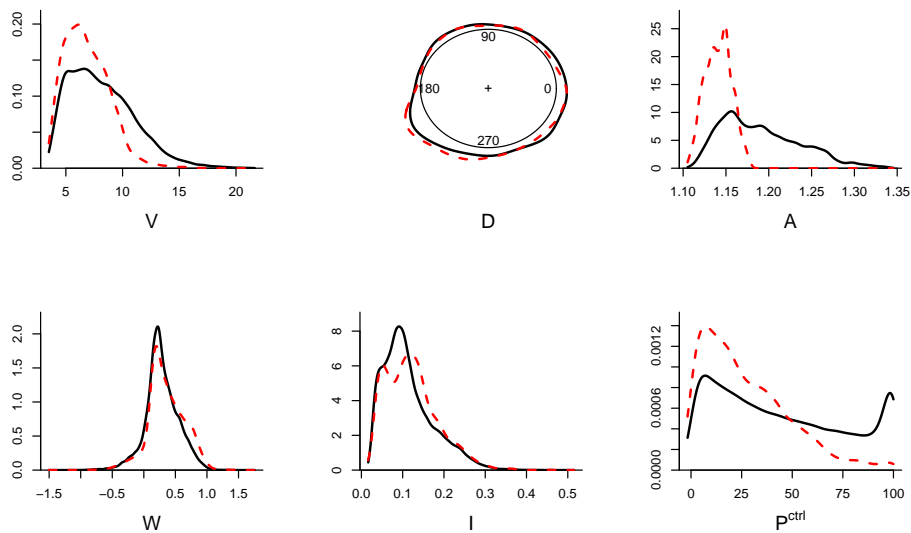 0.00 0.10 0.20
5 10 15 20
V
90
180 + 0
270
D
0 5 10 15 20 25
1.10 1.15 1.20 1.25 1.30 1.35
A
0.0 0.5 1.0 1.5 2.0
−1.5 −0.5 0.5 1.0 1.5
W
0 2 4 6 8
0.0 0.1 0.2 0.3 0.4 0.5
I
0.0000 0.0006 0.0012
0 25 50 75 100
Pctrl